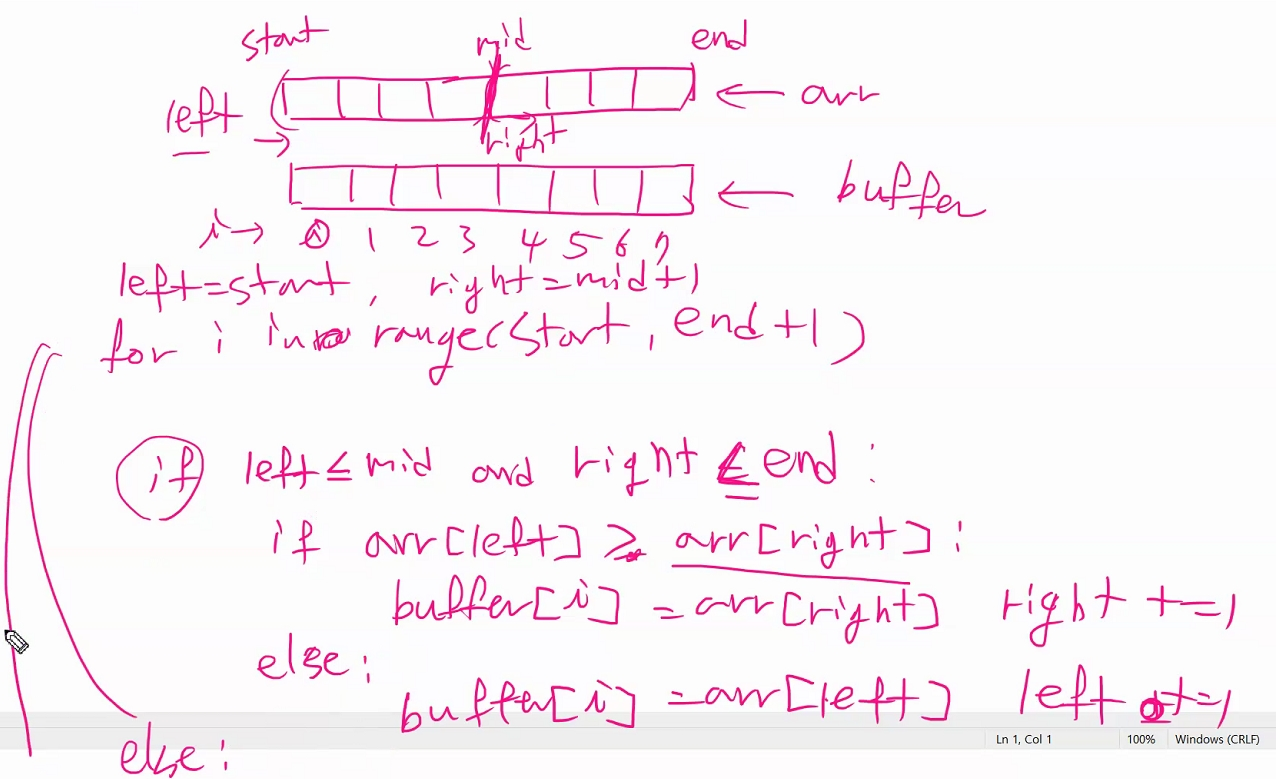 start mid end
left → ← arr
right
← buffer
i → 0 1 2 3 4 5 6 7
left=start, right=mid+1
for i in range(start, end+1)
if left ≤ mid and right ≤ end:
if arr[left] ≥ arr[right]:
buffer[i] = arr[right] right +=1
else:
buffer[i] =arr[left] left +=1
Ln 1, Col 1 100% Windows (CRLF)
else: